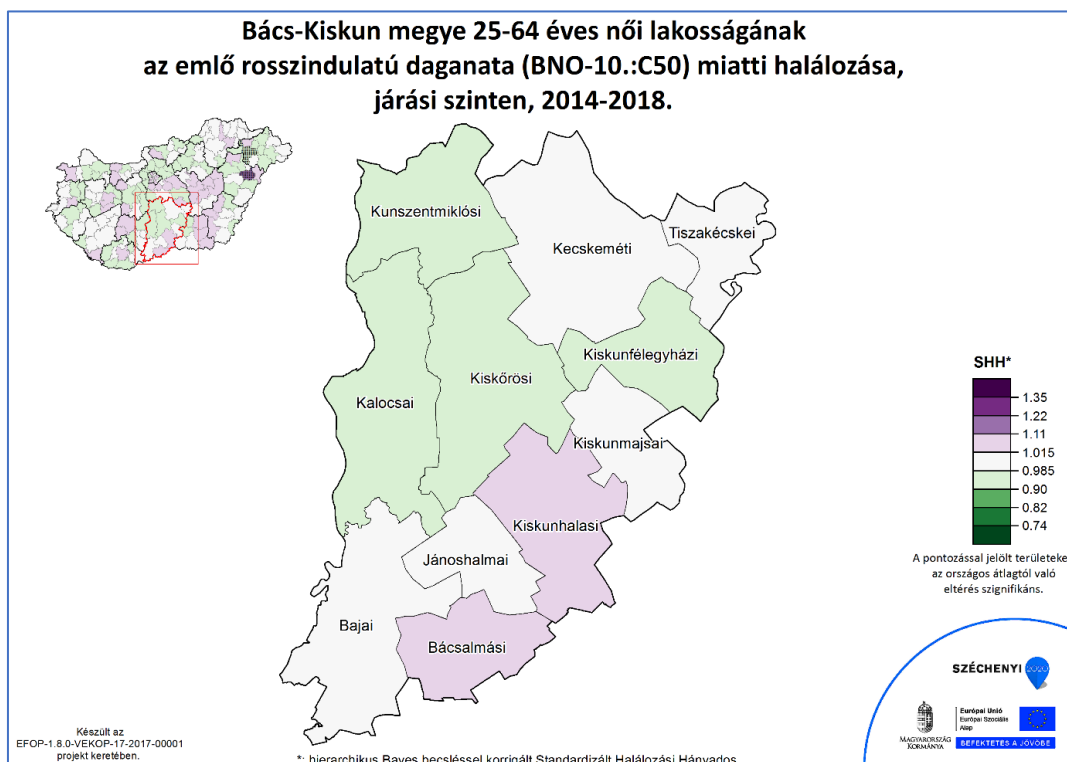 Bács-Kiskun megye 25-64 éves női lakosságának
az emlő rosszindulatú daganata (BNO-10.:C50) miatti halálozása,
járási szinten, 2014-2018.
Kunszentmiklósi
Kecskeméti
Tiszakécskei
Kiskunfélegyházi
Kiskőrösi
Kalocsai
Kiskunmajsai
Kiskunhalasi
Jánoshalmai
Bajai
Bácsalmási
SHH*
1.35
1.22
1.11
1.015
0.985
0.90
0.82
0.74
A pontozással jelölt területeke
az országos átlagtól való
eltérés szignifikáns.
SZÉCHENYI 2020
MAGYARORSZÁG
KORMÁNYA
Európai Unió
Európai Szociális
Alap
BEFEKTETÉS A JÖVŐBE
Készült az
EFOP-1.8.0-VEKOP-17-2017-00001
projekt keretében.
*: hierarchikus Bayes becsléssel korrigált Standardizált Halálozási Hányados